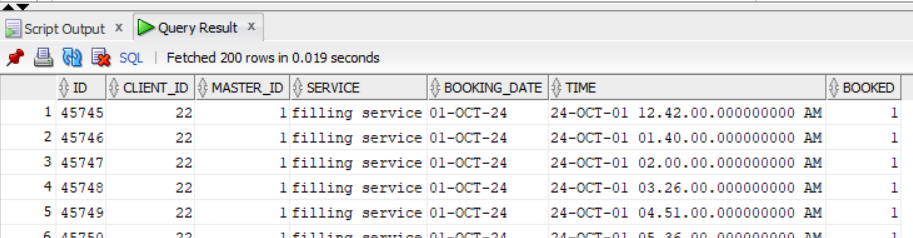 Script Output x Query Result x
SQL | Fetched 200 rows in 0.019 seconds
ID CLIENT_ID MASTER_ID SERVICE BOOKING_DATE TIME BOOKED
1 45745 22 1 filling service 01-OCT-24 24-OCT-01 12.42.00.000000000 AM 1
2 45746 22 1 filling service 01-OCT-24 24-OCT-01 01.40.00.000000000 AM 1
3 45747 22 1 filling service 01-OCT-24 24-OCT-01 02.00.00.000000000 AM 1
4 45748 22 1 filling service 01-OCT-24 24-OCT-01 03.26.00.000000000 AM 1
5 45749 22 1 filling service 01-OCT-24 24-OCT-01 04.51.00.000000000 AM 1
6 45750 22 1 filling service 01-OCT-24 24-OCT-01 05.36.00.000000000 AM 1